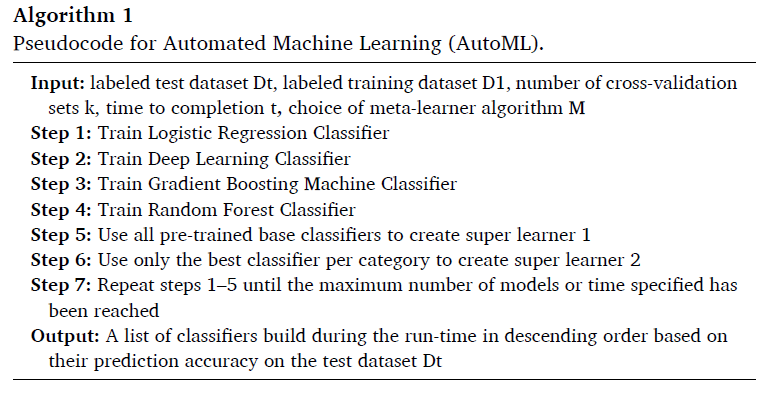 Algorithm 1
Pseudocode for Automated Machine Learning (AutoML).
Input: labeled test dataset Dt, labeled training dataset D1, number of cross-validation
sets k, time to completion t, choice of meta-learner algorithm M
Step 1: Train Logistic Regression Classifier
Step 2: Train Deep Learning Classifier
Step 3: Train Gradient Boosting Machine Classifier
Step 4: Train Random Forest Classifier
Step 5: Use all pre-trained base classifiers to create super learner 1
Step 6: Use only the best classifier per category to create super learner 2
Step 7: Repeat steps 1–5 until the maximum number of models or time specified has
been reached
Output: A list of classifiers build during the run-time in descending order based on
their prediction accuracy on the test dataset Dt